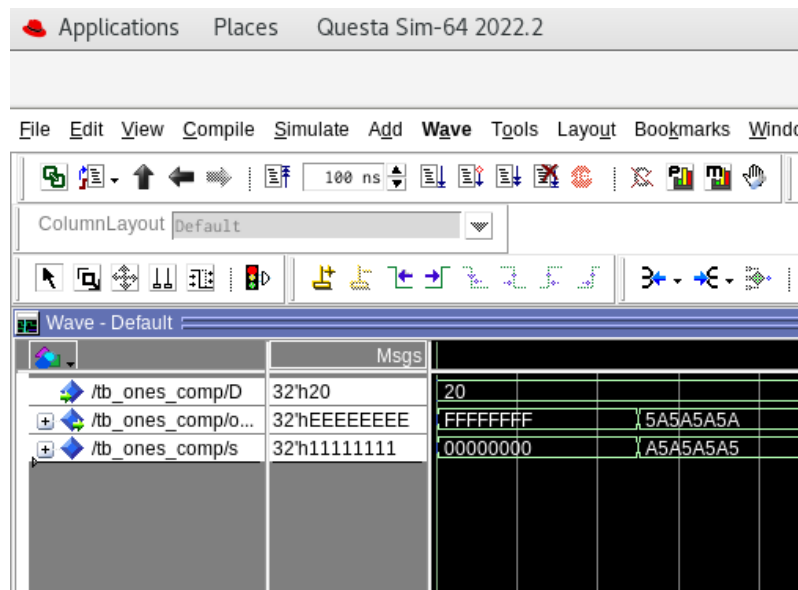 Applications Places Questa Sim-64 2022.2
File Edit View Compile Simulate Add Wave Tools Layout Bookmarks Windo
100 ns
ColumnLayout Default
Wave - Default
Msgs
/tb_ones_comp/D 32'h20 20
/tb_ones_comp/o... 32'hEEEEEEEE FFFFFFFF 5A5A5A5A
/tb_ones_comp/s 32'h11111111 00000000 A5A5A5A5